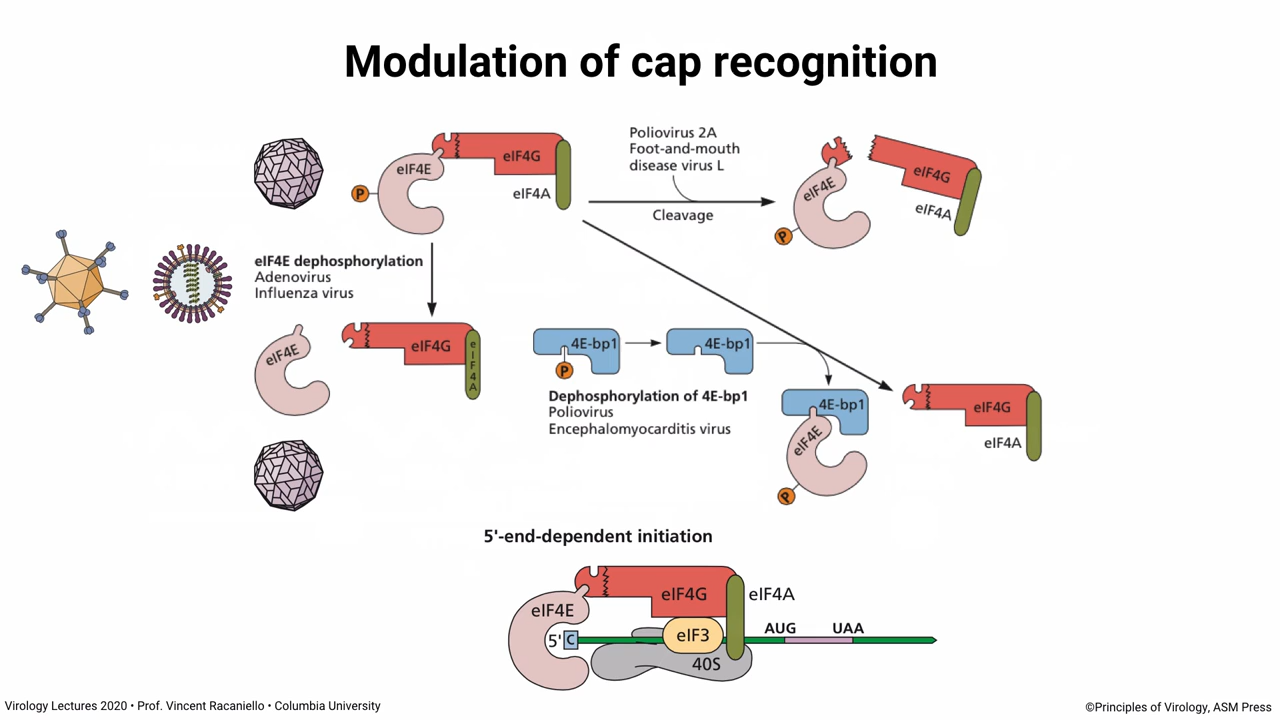 Modulation of cap recognition
eIF4G
eIF4E
eIF4A
P
Poliovirus 2A
Foot-and-mouth
disease virus L
Cleavage
eIF4E
eIF4G
eIF4A
P
eIF4E dephosphorylation
Adenovirus
Influenza virus
eIF4E
eIF4G
eIF4A
4E-bp1
P
4E-bp1
Dephosphorylation of 4E-bp1
Poliovirus
Encephalomyocarditis virus
4E-bp1
eIF4E
P
eIF4G
eIF4A
5'-end-dependent initiation
eIF4G
eIF4A
eIF4E
5' C
eIF3
40S
AUG
UAA
Virology Lectures 2020 • Prof. Vincent Racaniello • Columbia University
©Principles of Virology, ASM Press